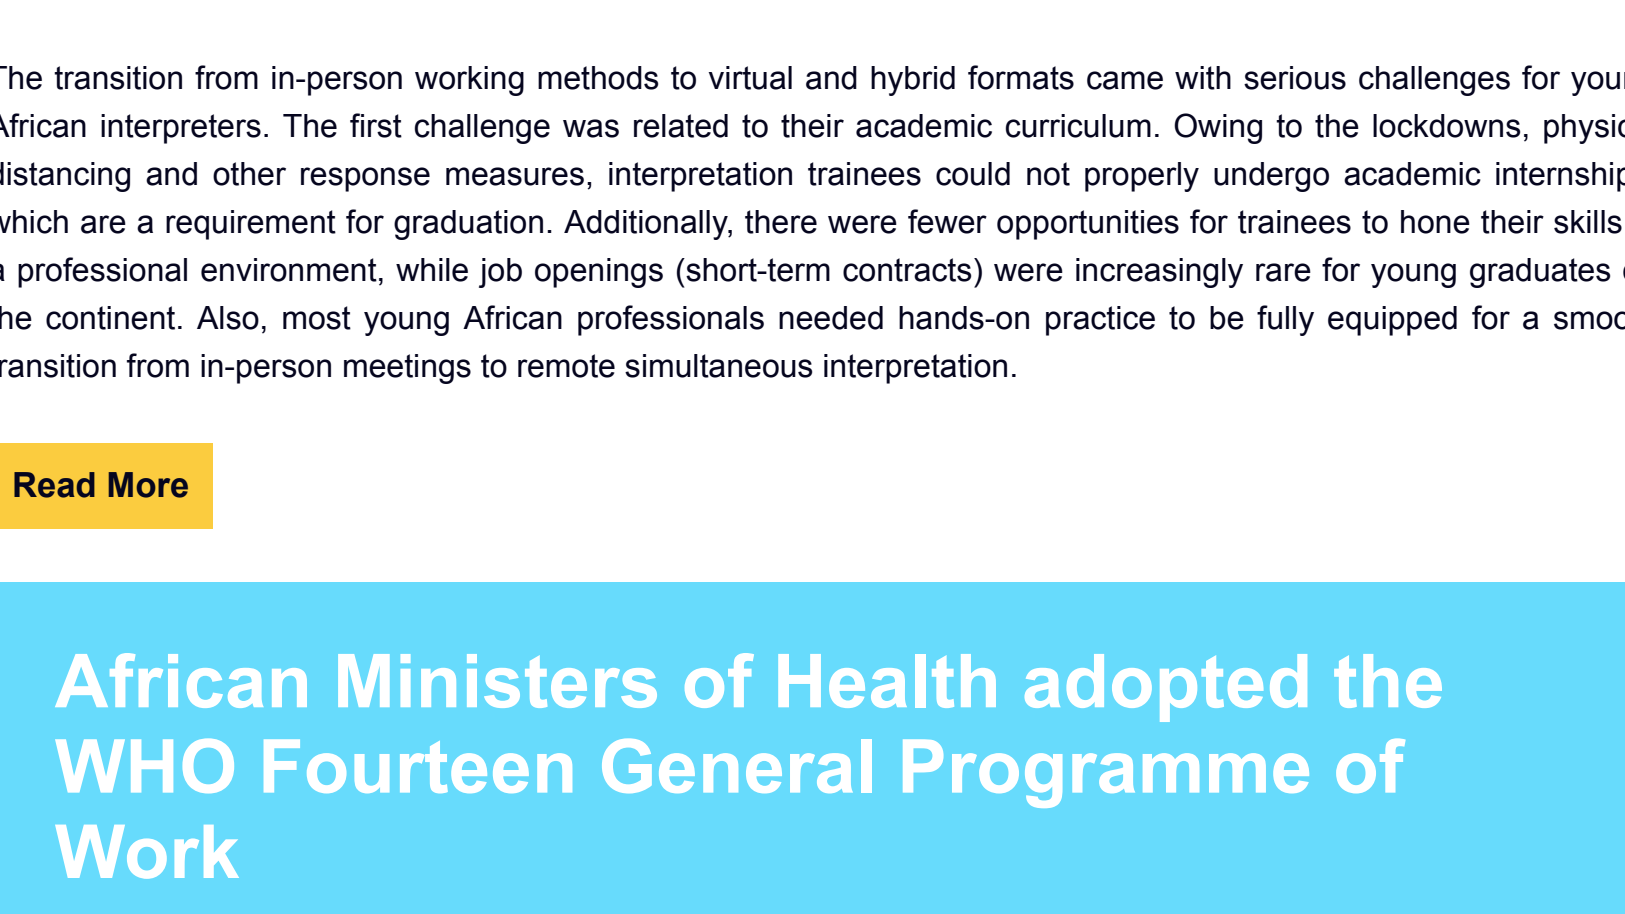 The transition from in-person working methods to virtual and hybrid formats came with serious challenges for
African interpreters. The first challenge was related to their academic curriculum. Owing to the lockdowns,
distancing and other response measures, interpretation trainees could not properly undergo academic
which are a requirement for graduation. Additionally, there were fewer opportunities for trainees to hone their skills
a professional environment, while job openings (short-term contracts) were increasingly rare for young graduates
the continent. Also, most young African professionals needed hands-on practice to be fully equipped for a
transition from in-person meetings to remote simultaneous interpretation.
Read More
African Ministers of Health adopted the
WHO Fourteen General Programme of
Work